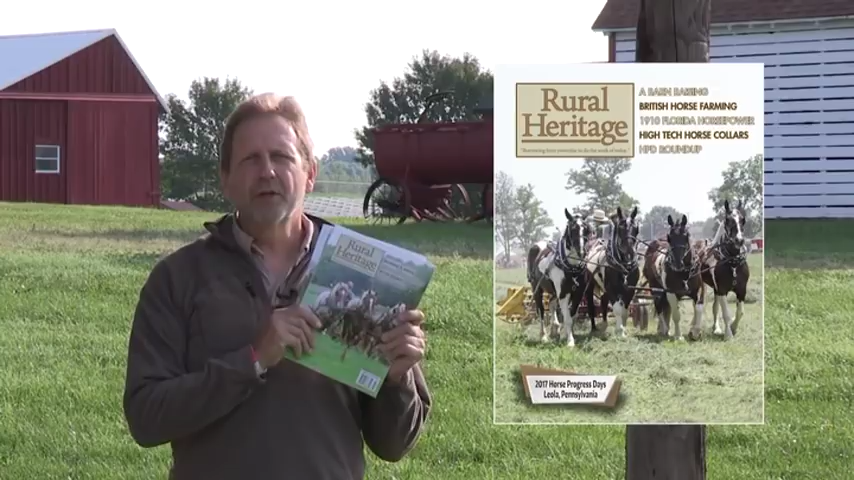 Rural
Heritage
A BARN RAISING
BRITISH HORSE FARMING
1910 FLORIDA HORSEPOWER
HIGH TECH HORSE COLLARS
HPD ROUNDUP
2017 Horse Progress Days
Leola, Pennsylvania
Rural
Heritage